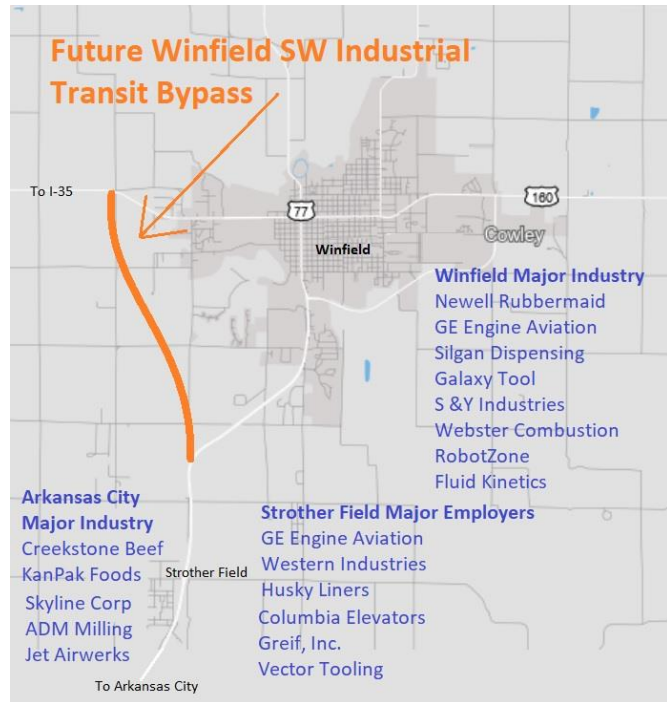 Future Winfield SW Industrial
Transit Bypass
To I-35
77
160
Winfield
Cowley
Winfield Major Industry
Newell Rubbermaid
GE Engine Aviation
Silgan Dispensing
Galaxy Tool
S &Y Industries
Webster Combustion
RobotZone
Fluid Kinetics
Arkansas City
Major Industry
Creekstone Beef
KanPak Foods
Skyline Corp
ADM Milling
Jet Airwerks
Strother Field Major Employers
GE Engine Aviation
Western Industries
Husky Liners
Columbia Elevators
Greif, Inc.
Vector Tooling
Strother Field
To Arkansas City